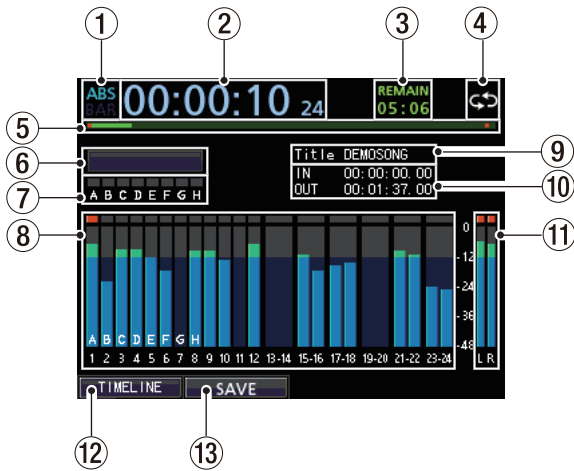 1 2 3 4
ABS 00:00:10 24 REMAIN
BAR 05:06
5
6
Title DEMOSONG 9
IN 00:00:00.00
OUT 00:01:37.00 10
7 A B C D E F G H
8 0 11
-12
-24
-36
-48
A B C D E F G H
1 2 3 4 5 6 7 8 9 10 11 12 13-14 15-16 17-18 19-20 21-22 23-24 L R
TIMELINE SAVE
12 13